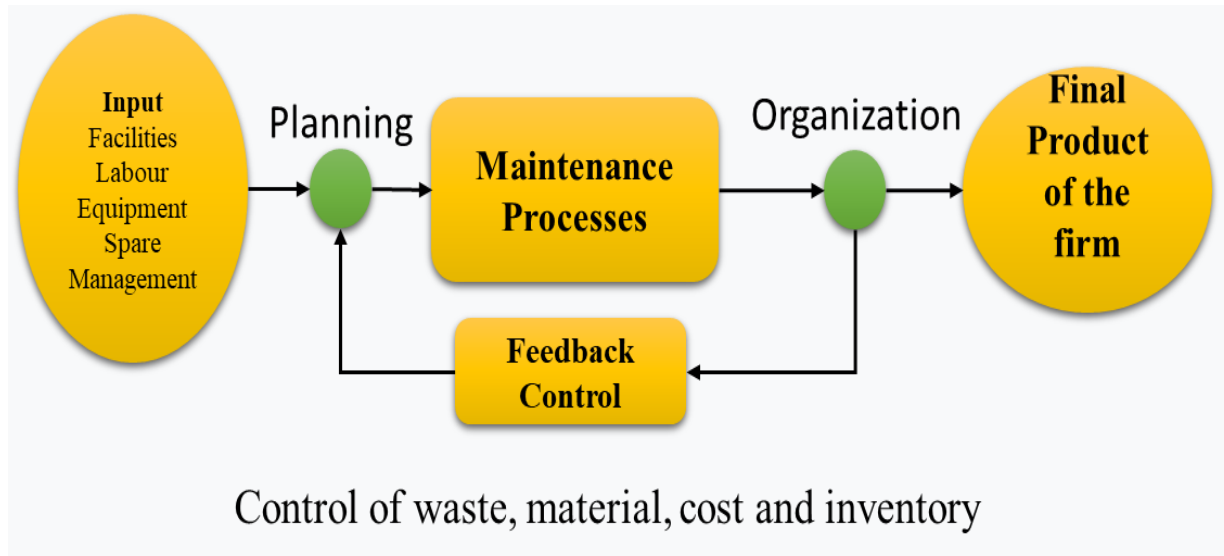 Input
Facilities
Labour
Equipment
Spare
Management
Planning
Maintenance
Processes
Organization
Final
Product
of the
firm
Feedback
Control
Control of waste, material, cost and inventory